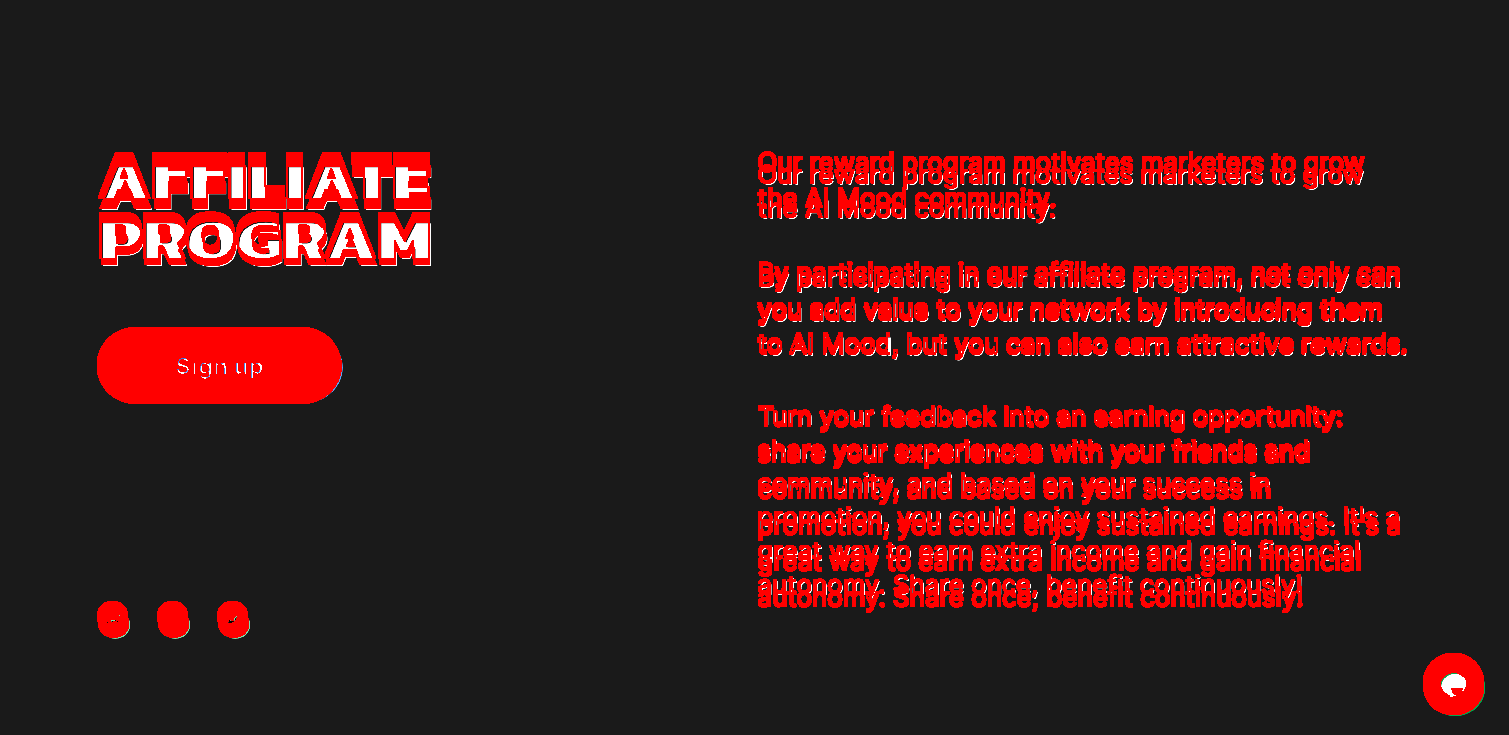 AFFILIATE
PROGRAM
Sign up
Our reward program motivates marketers to grow
the AI Mood community.
By participating in our affiliate program, not only can
you add value to your network by introducing them
to AI Mood, but you can also earn attractive rewards.
Turn your feedback into an earning opportunity:
share your experiences with your friends and
community, and based on your success in
promotion, you could enjoy sustained earnings. It's a
great way to earn extra income and gain financial
autonomy. Share once, benefit continuously!